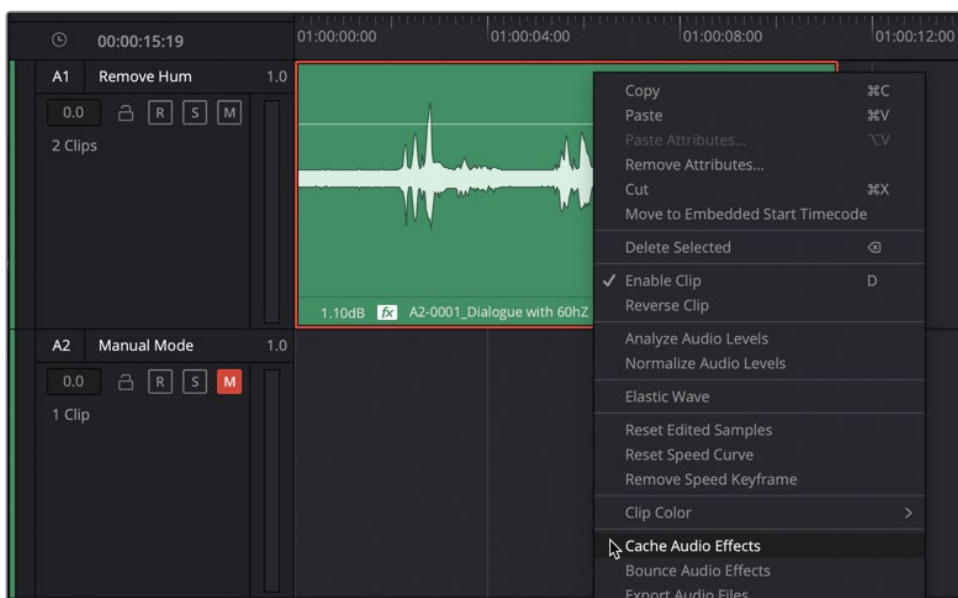 00:00:15:19
01:00:00:00
01:00:04:00
01:00:08:00
01:00:12:00
A1 Remove Hum 1.0
0.0 R S M
2 Clips
1.10dB fx A2-0001_Dialogue with 60hZ
A2 Manual Mode 1.0
0.0 R S M
1 Clip
Copy ⌘C
Paste ⌘V
Paste Attributes... ⌥V
Remove Attributes...
Cut ⌘X
Move to Embedded Start Timecode
Delete Selected ⌫
Enable Clip D
Reverse Clip
Analyze Audio Levels
Normalize Audio Levels
Elastic Wave
Reset Edited Samples
Reset Speed Curve
Remove Speed Keyframe
Clip Color
Cache Audio Effects
Bounce Audio Effects
Export Audio Files